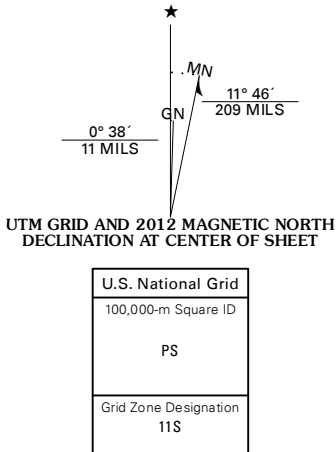 MN
GN
11° 46´
209 MILS
0° 38´
11 MILS
UTM GRID AND 2012 MAGNETIC NORTH
DECLINATION AT CENTER OF SHEET
U.S. National Grid
100,000-m Square ID
PS
Grid Zone Designation
11S